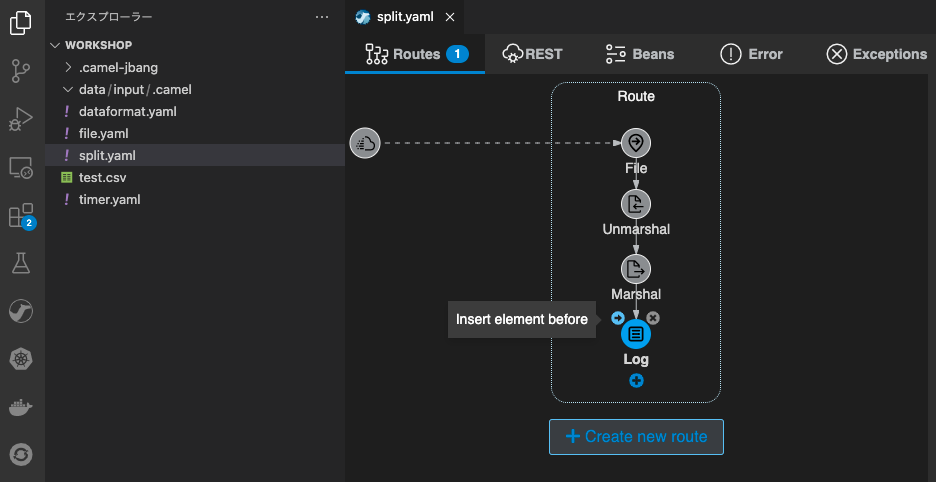 エクスプローラー
split.yaml
WORKSHOP
.camel-jbang
data/input/.camel
dataformat.yaml
file.yaml
split.yaml
test.csv
timer.yaml
2
Routes 1 REST Beans Error Exceptions
Route
File
Unmarshal
Marshal
Insert element before
Log
Create new route